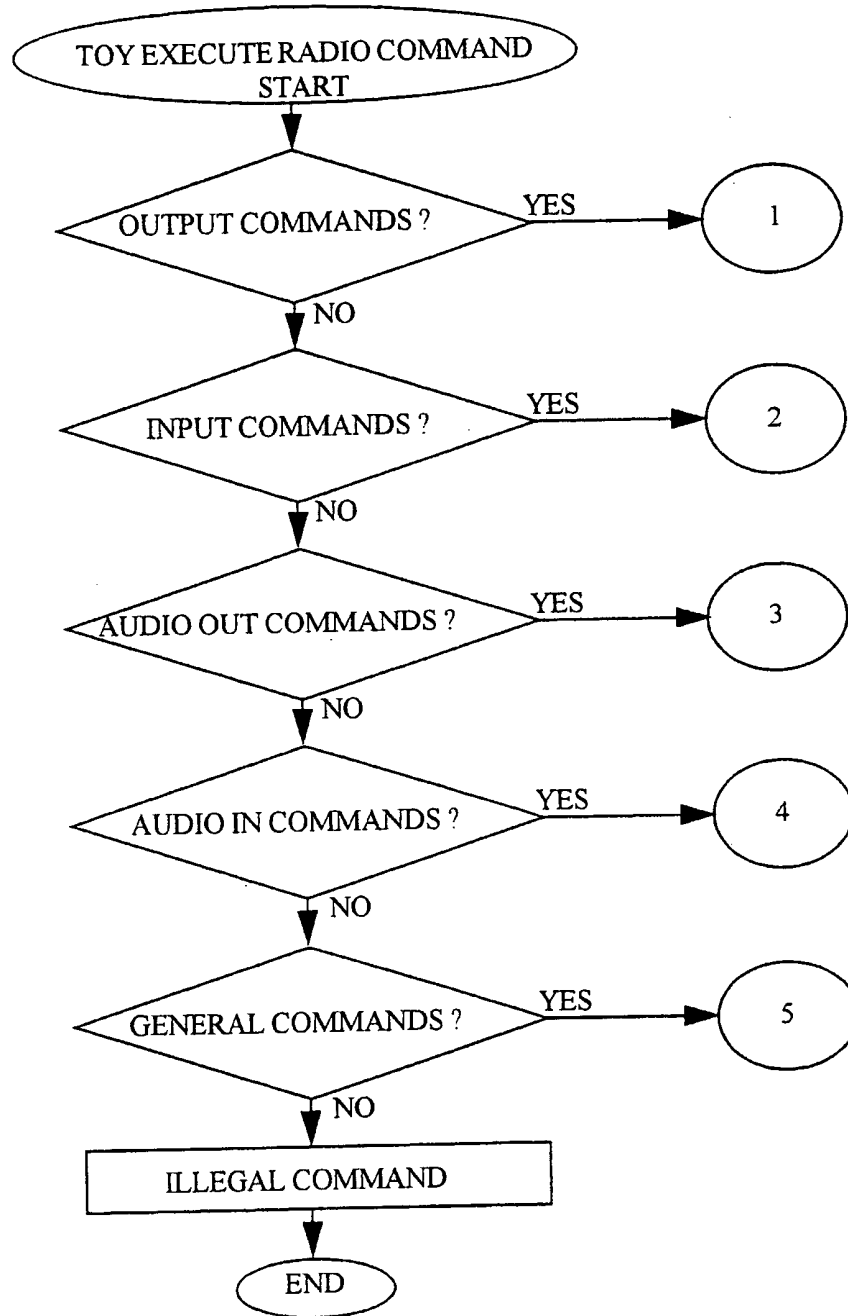 TOY EXECUTE RADIO COMMAND
START
OUTPUT COMMANDS ?
YES
1
NO
INPUT COMMANDS ?
YES
2
NO
AUDIO OUT COMMANDS ?
YES
3
NO
AUDIO IN COMMANDS ?
YES
4
NO
GENERAL COMMANDS ?
YES
5
NO
ILLEGAL COMMAND
END